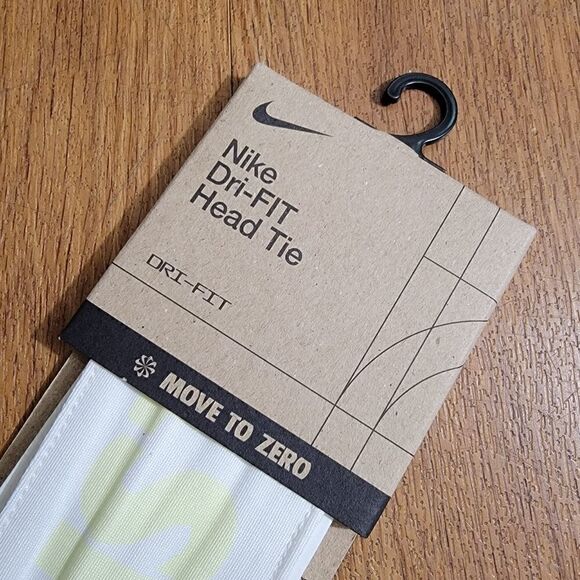 Nike
Dri-FIT
Head Tie
DRI-FIT
MOVE TO ZERO